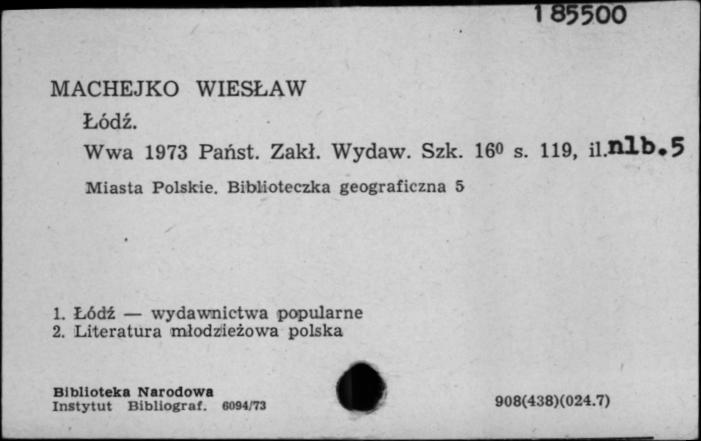 185500
MACHEJKO WIESŁAW
Łódź.
Wwa 1973 Państ. Zakł. Wydaw. Szk. 16⁰ s. 119, il.nlb.5
Miasta Polskie. Biblioteczka geograficzna 5
1. Łódź — wydawnictwa popularne
2. Literatura młodzieżowa polska
Biblioteka Narodowa
Instytut Bibliograf. 6094/73
908(438)(024.7)